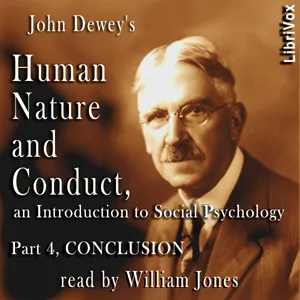 John Dewey's
Human
Nature
and
Conduct,
an Introduction to Social Psychology
Part 4, CONCLUSION
read by William Jones
LibriVox